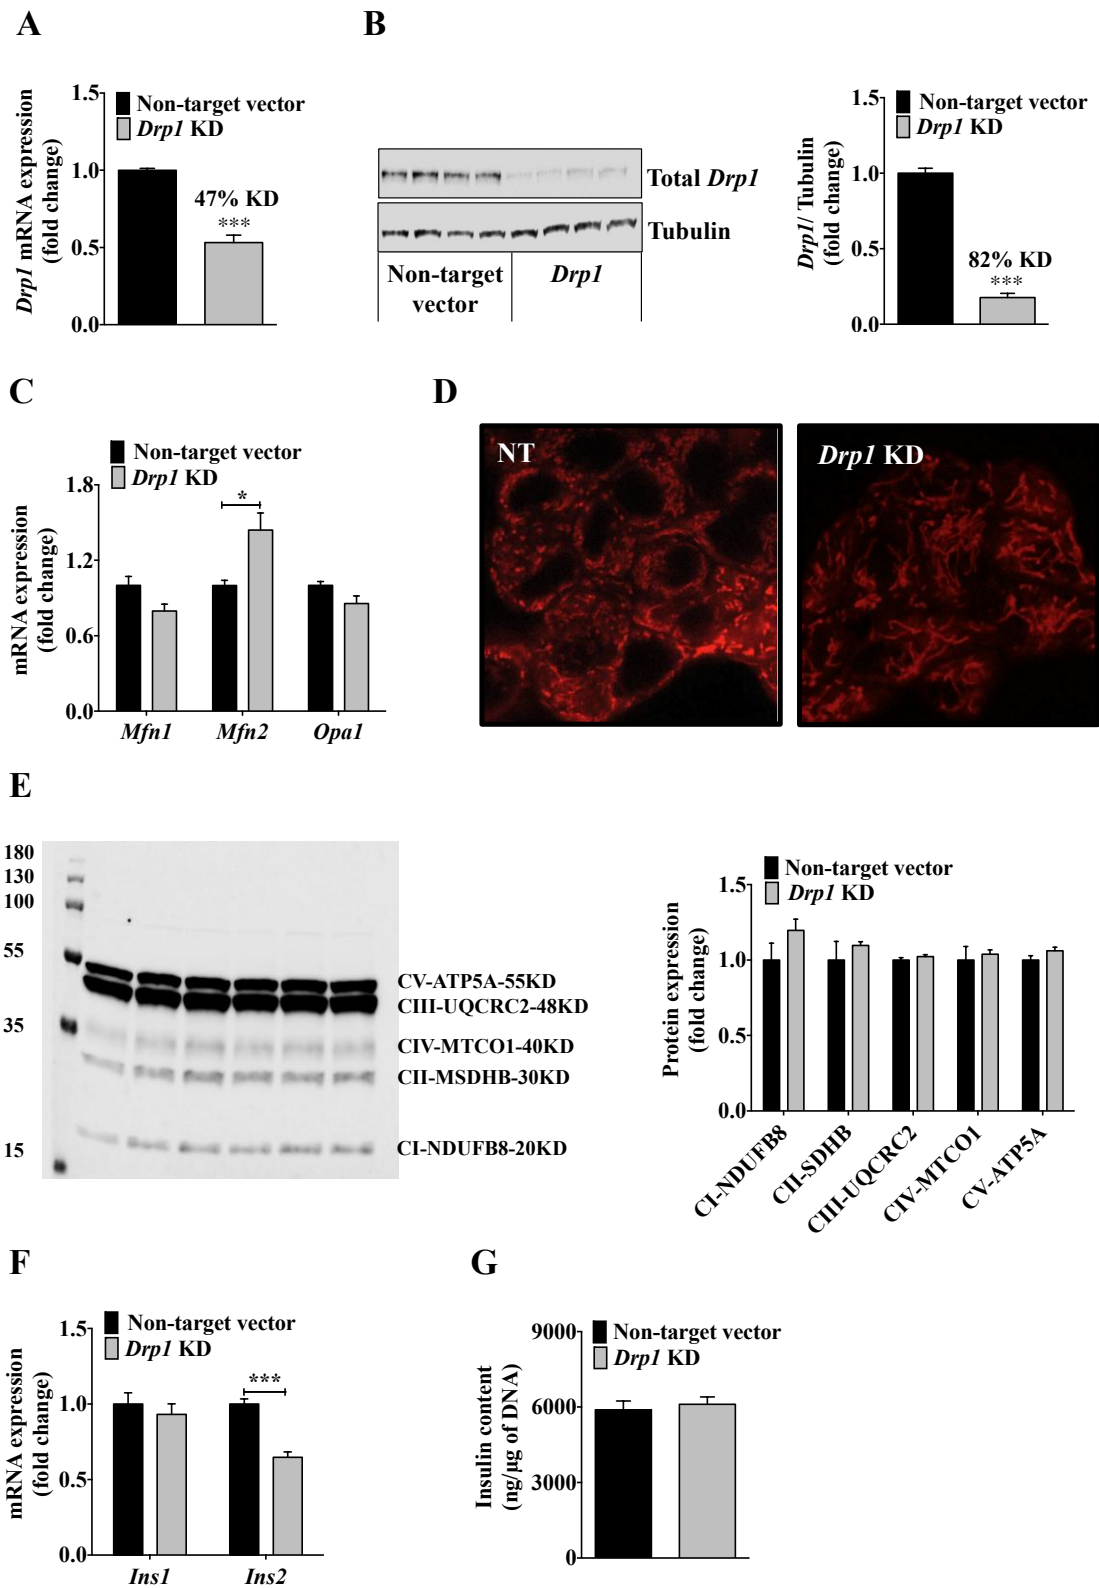 A
B
1.5
Non-target vector
Drp1 KD
1.0
47% KD
***
0.5
0.0
Drp1 mRNA expression
(fold change)
Total Drp1
Tubulin
Non-target
vector
Drp1
1.5
Non-target vector
Drp1 KD
1.0
0.5
82% KD
***
0.0
Drp1/ Tubulin
(fold change)
C
D
Non-target vector
Drp1 KD
1.8
*
1.2
0.6
0.0
mRNA expression
(fold change)
Mfn1 Mfn2 Opa1
NT
Drp1 KD
E
180
130
100
55
35
15
CV-ATP5A-55KD
CIII-UQCRC2-48KD
CIV-MTCO1-40KD
CII-MSDHB-30KD
CI-NDUFB8-20KD
Non-target vector
Drp1 KD
1.5
1.0
0.5
0.0
Protein expression
(fold change)
CI-NDUFB8
CII-SDHB
CIII-UQCRC2
CIV-MTCO1
CV-ATP5A
F
G
Non-target vector
Drp1 KD
1.5
***
1.0
0.5
0.0
mRNA expression
(fold change)
Ins1 Ins2
Non-target vector
Drp1 KD
9000
6000
3000
0
Insulin content
(ng/µg of DNA)